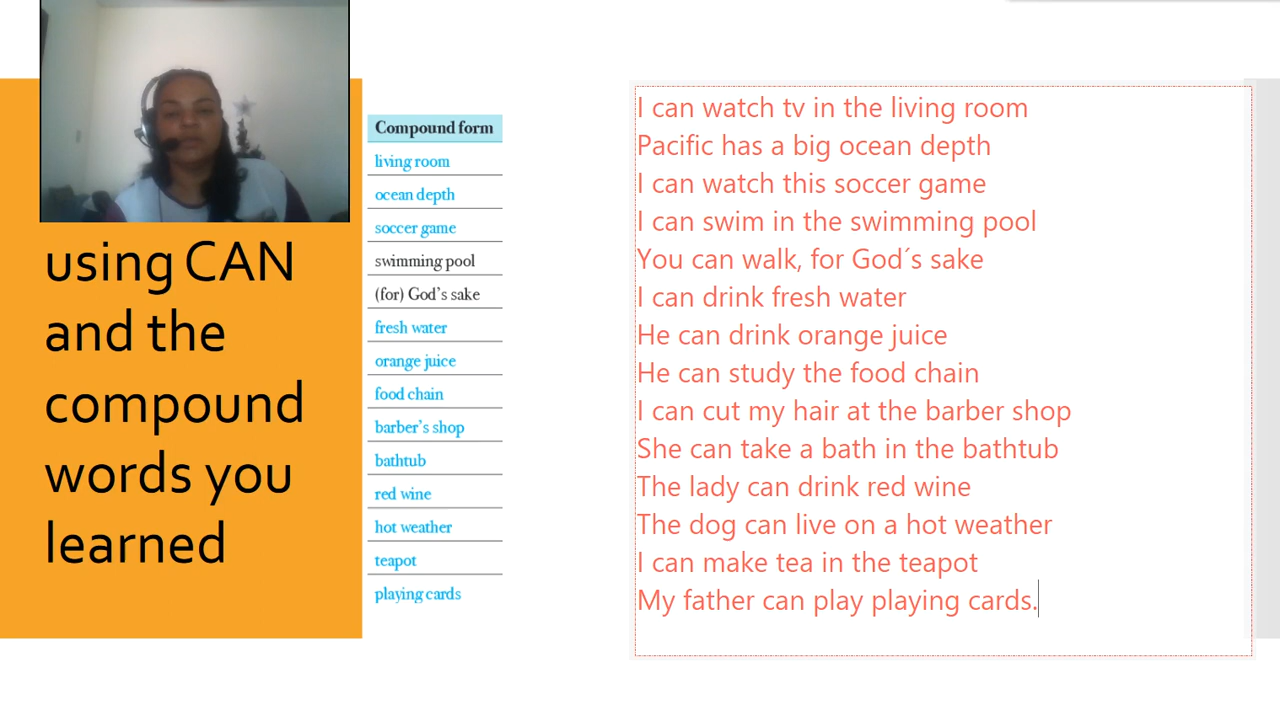 using CAN
and the
compound
words you
learned
Compound form
living room
ocean depth
soccer game
swimming pool
(for) God's sake
fresh water
orange juice
food chain
barber's shop
bathtub
red wine
hot weather
teapot
playing cards
I can watch tv in the living room
Pacific has a big ocean depth
I can watch this soccer game
I can swim in the swimming pool
You can walk, for God´s sake
I can drink fresh water
He can drink orange juice
He can study the food chain
I can cut my hair at the barber shop
She can take a bath in the bathtub
The lady can drink red wine
The dog can live on a hot weather
I can make tea in the teapot
My father can play playing cards.